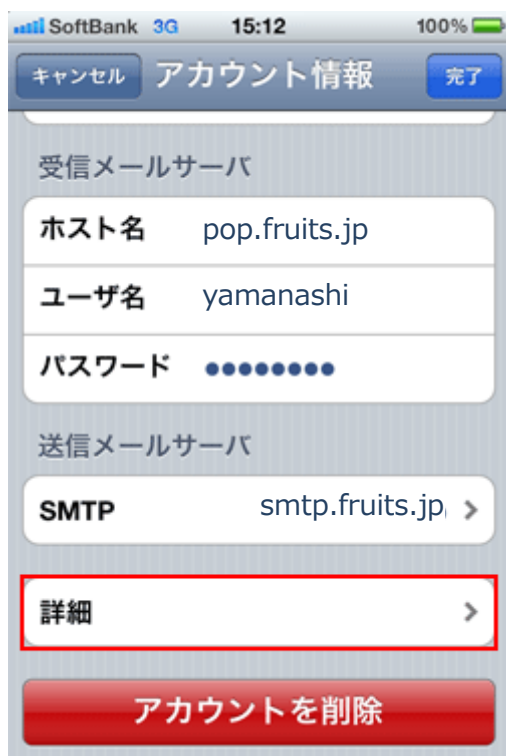 SoftBank 3G 15:12 100%
キャンセル アカウント情報 完了
受信メールサーバ
ホスト名 pop.fruits.jp
ユーザ名 yamanashi
パスワード ●●●●●●●●
送信メールサーバ
SMTP smtp.fruits.jp
詳細
アカウントを削除